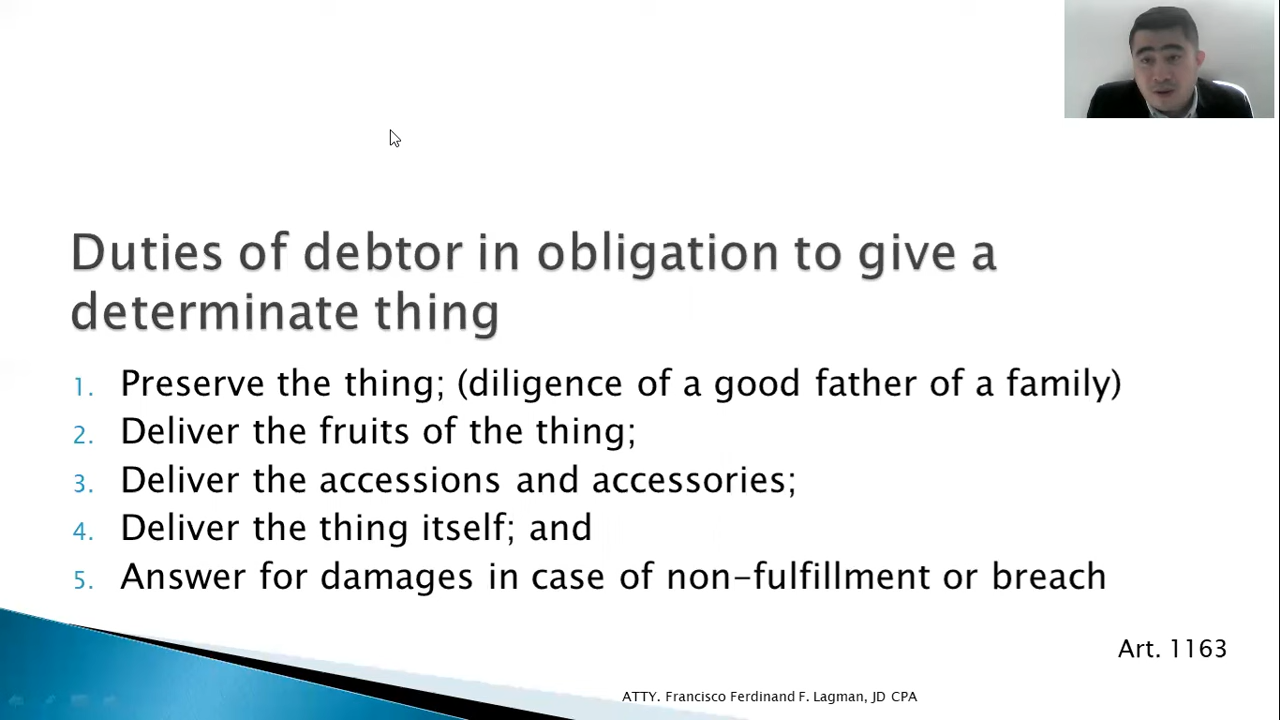 Duties of debtor in obligation to give a
determinate thing
1. Preserve the thing; (diligence of a good father of a family)
2. Deliver the fruits of the thing;
3. Deliver the accessions and accessories;
4. Deliver the thing itself; and
5. Answer for damages in case of non-fulfillment or breach
Art. 1163
ATTY. Francisco Ferdinand F. Lagman, JD CPA